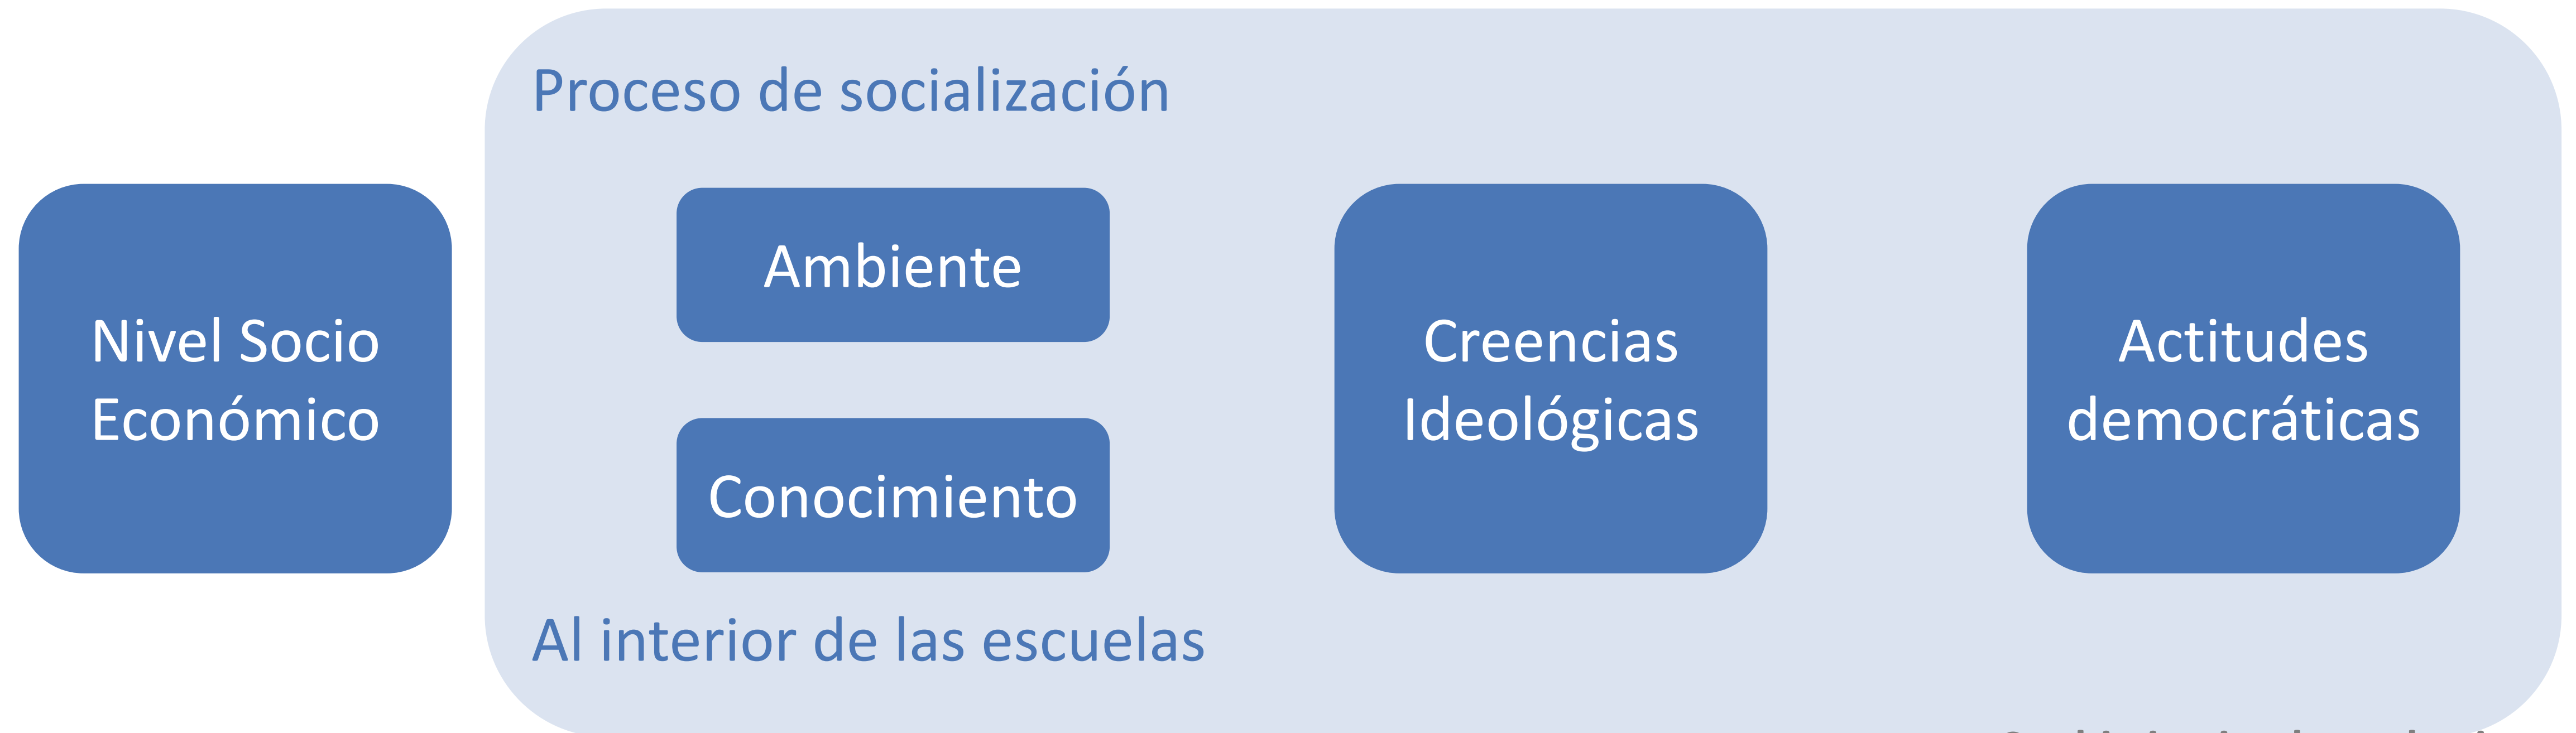 Proceso de socialización
Nivel Socio
Económico
Ambiente
Conocimiento
Creencias
Ideológicas
Actitudes
democráticas
Al interior de las escuelas